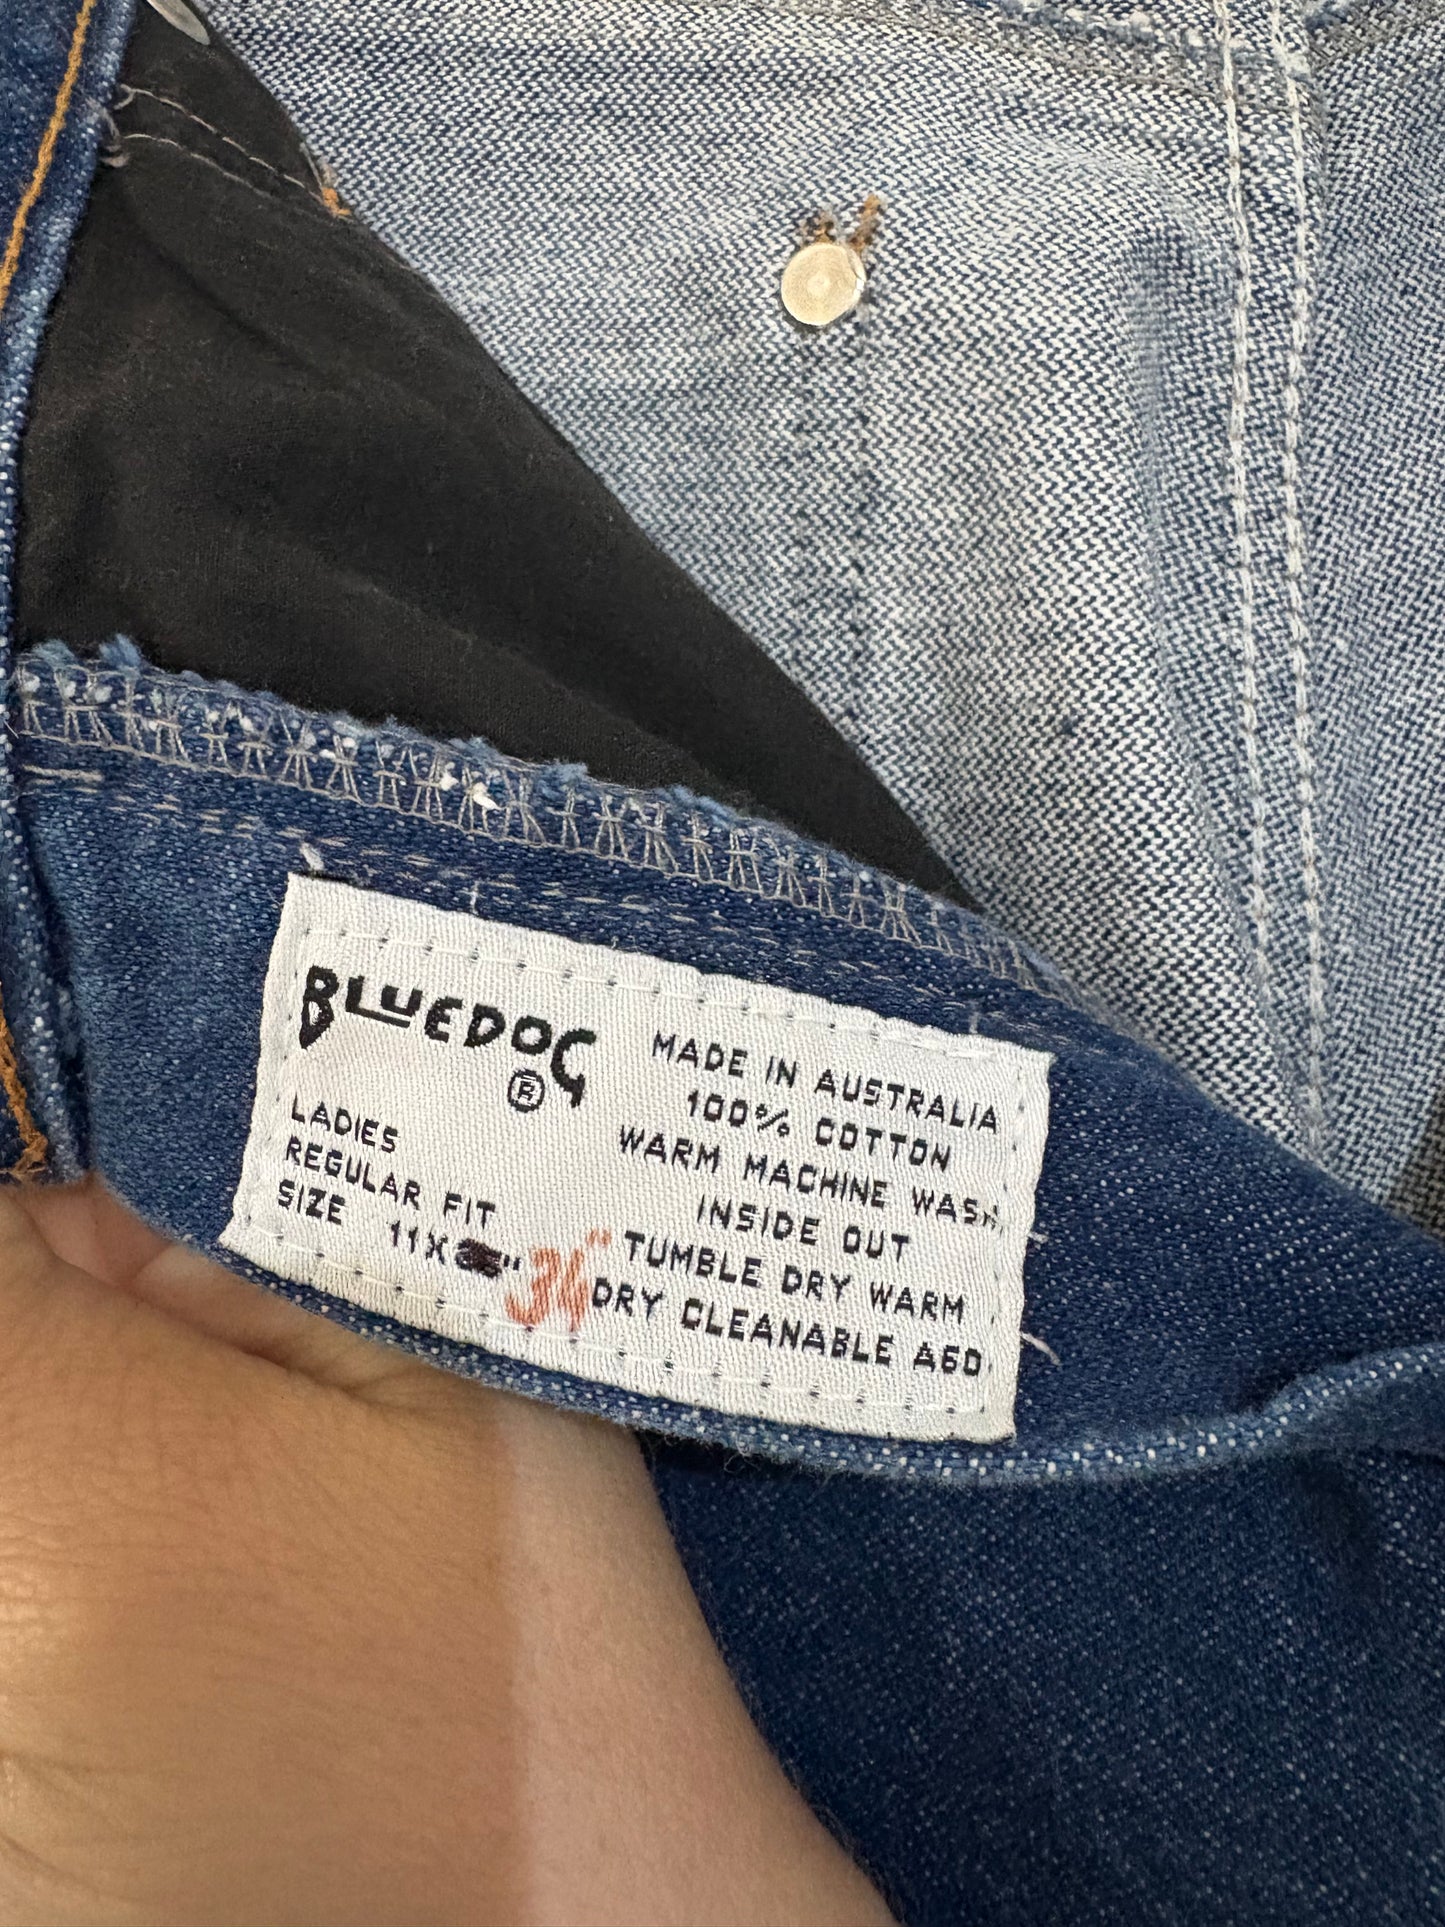 BLUEDOG
®
LADIES
REGULAR FIT
SIZE 11X " 34"
MADE IN AUSTRALIA
100% COTTON
WARM MACHINE WASH
INSIDE OUT
TUMBLE DRY WARM
DRY CLEANABLE A60